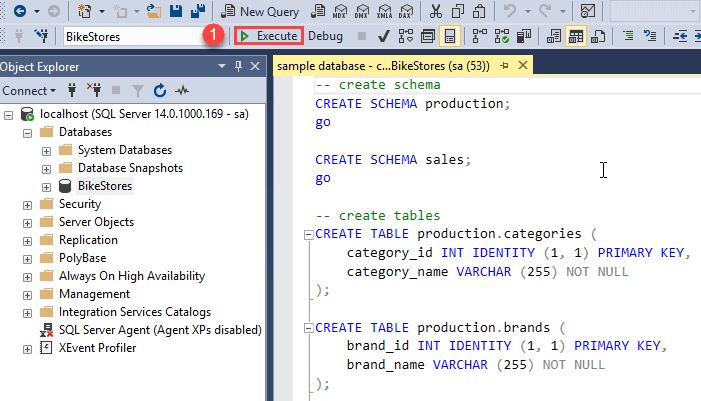 New Query
MDX
DMX
XMLA
DAX
BikeStores
1
Execute
Debug
Object Explorer
sample database - c...BikeStores (sa (53))
Connect
localhost (SQL Server 14.0.1000.169 - sa)
Databases
System Databases
Database Snapshots
BikeStores
Security
Server Objects
Replication
PolyBase
Always On High Availability
Management
Integration Services Catalogs
SQL Server Agent (Agent XPs disabled)
XEvent Profiler
-- create schema
CREATE SCHEMA production;
go
CREATE SCHEMA sales;
go
-- create tables
CREATE TABLE production.categories (
category_id INT IDENTITY (1, 1) PRIMARY KEY,
category_name VARCHAR (255) NOT NULL
);
CREATE TABLE production.brands (
brand_id INT IDENTITY (1, 1) PRIMARY KEY,
brand_name VARCHAR (255) NOT NULL
);